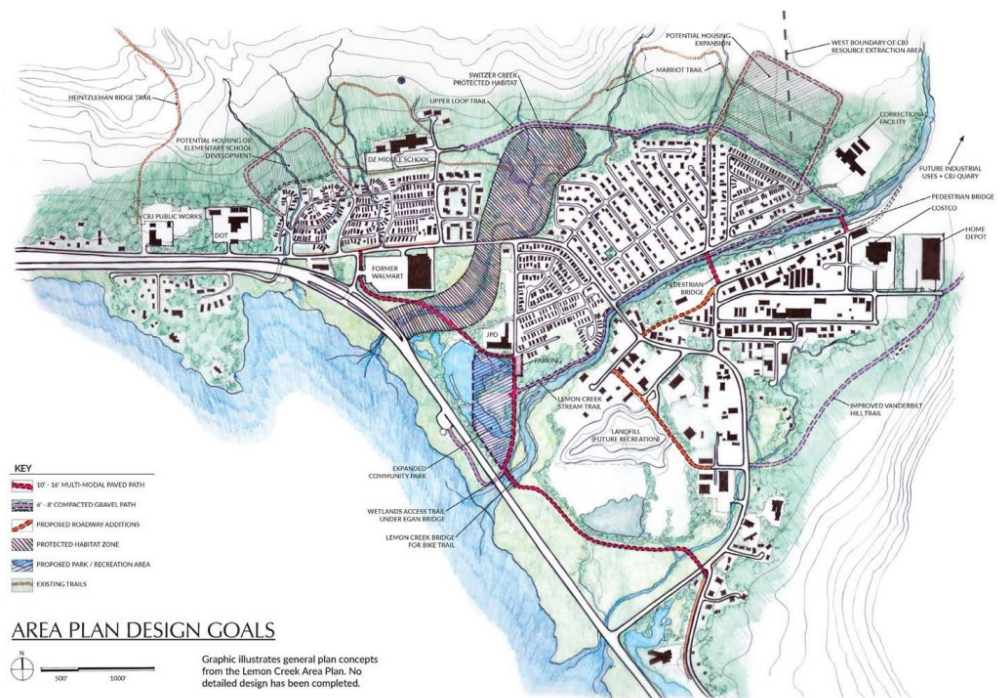 POTENTIAL HOUSING
EXPANSION
WEST BOUNDARY OF CBJ
RESOURCE EXTRACTION AREA
MARRIOT TRAIL
SWITZER CREEK
PROTECTED HABITAT
HEINTZLEMAN RIDGE TRAIL
UPPER LOOP TRAIL
CORRECTIONAL
FACILITY
POTENTIAL HOUSING OR
ELEMENTARY SCHOOL
DEVELOPMENT
DZ MIDDLE SCHOOL
FUTURE INDUSTRIAL
USES + CBJ QUARY
PEDESTRIAN BRIDGE
COSTCO
CBJ PUBLIC WORKS
DOT
HOME
DEPOT
FORMER
WALMART
PEDESTRIAN
BRIDGE
JPD
PARKING
LEMON CREEK
STREAM TRAIL
IMPROVED VANDERBILT
HILL TRAIL
LANDFILL
(FUTURE RECREATION)
EXPANDED
COMMUNITY PARK
WETLANDS ACCESS TRAIL
UNDER EGAN BRIDGE
LEMON CREEK BRIDGE
FOR BIKE TRAIL
KEY
10' - 16' MULTI-MODAL PAVED PATH
6' - 8' COMPACTED GRAVEL PATH
PROPOSED ROADWAY ADDITIONS
PROTECTED HABITAT ZONE
PROPOSED PARK / RECREATION AREA
EXISTING TRAILS
AREA PLAN DESIGN GOALS
N
500' 1000'
Graphic illustrates general plan concepts
from the Lemon Creek Area Plan. No
detailed design has been completed.